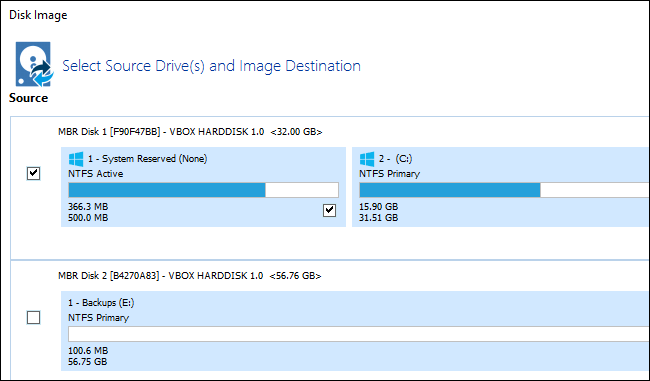 Disk Image
Select Source Drive(s) and Image Destination
Source
MBR Disk 1 [F90F47BB] - VBOX HARDDISK 1.0 <32.00 GB>
1 - System Reserved (None)
NTFS Active
366.3 MB
500.0 MB
2 - (C:)
NTFS Primary
15.90 GB
31.51 GB
MBR Disk 2 [B4270A83] - VBOX HARDDISK 1.0 <56.76 GB>
1 - Backups (E:)
NTFS Primary
100.6 MB
56.75 GB